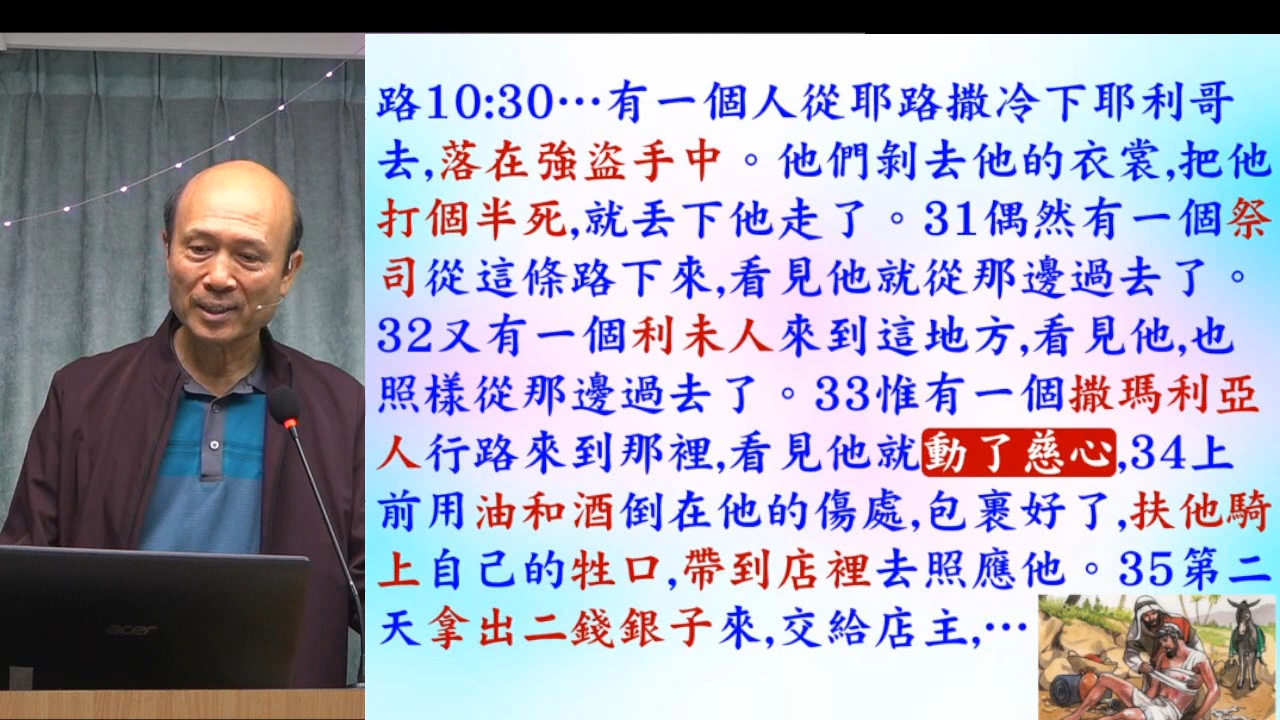 路10:30…有一個人從耶路撒冷下耶利哥
去,落在強盜手中。他們剝去他的衣裳,把他
打個半死,就丟下他走了。31偶然有一個祭
司從這條路下來,看見他就從那邊過去了。
32又有一個利未人來到這地方,看見他,也
照樣從那邊過去了。33惟有一個撒瑪利亞
人行路來到那裡,看見他就動了慈心,34上
前用油和酒倒在他的傷處,包裹好了,扶他騎
上自己的牲口,帶到店裡去照應他。35第二
天拿出二錢銀子來,交給店主,…
acer